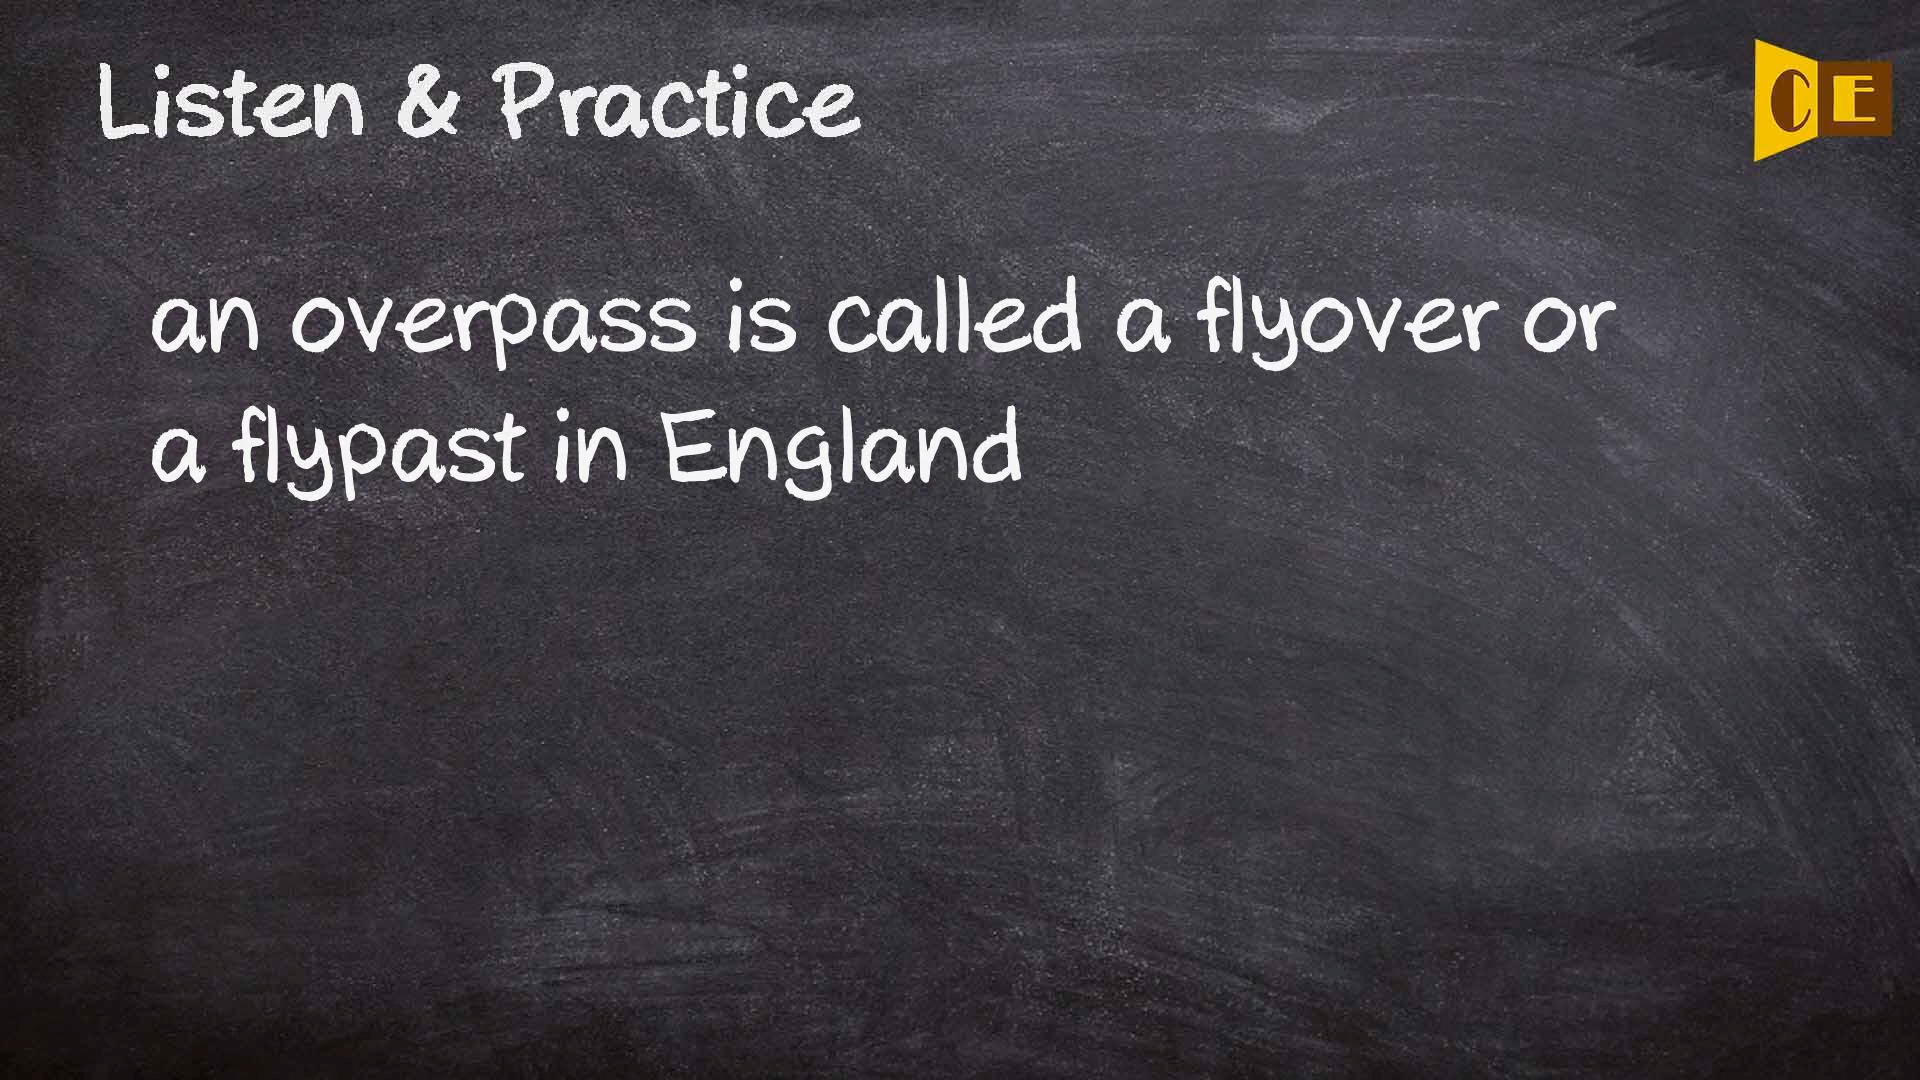 Listen & Practice
CE
an overpass is called a flyover or
a flypast in England